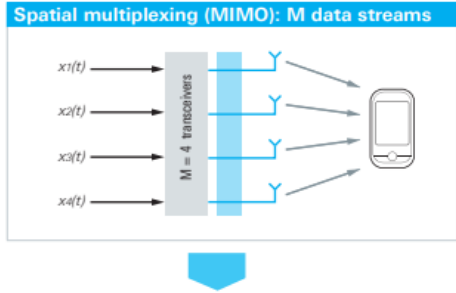 Spatial multiplexing (MIMO): M data streams
x1(t)
x2(t)
x3(t)
x4(t)
M = 4 transceivers